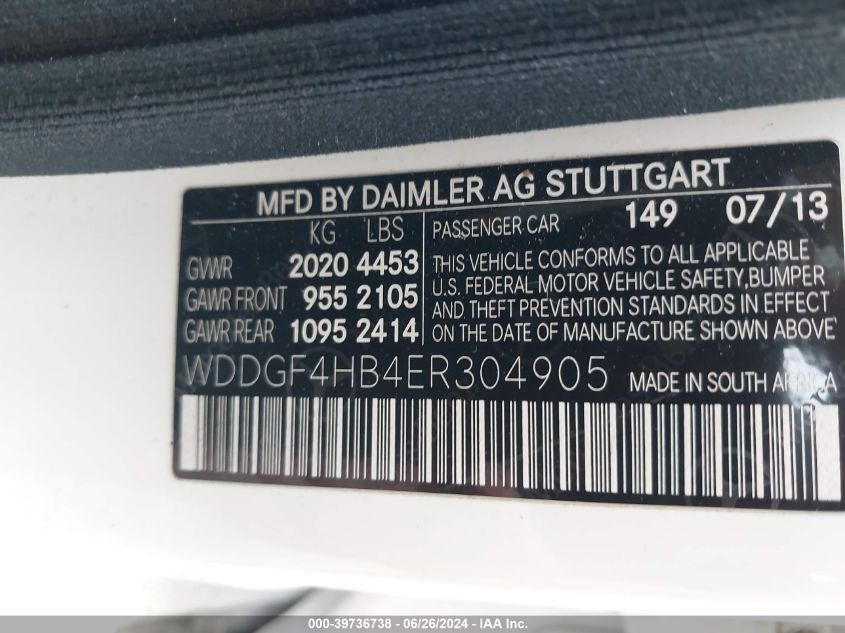 MFD BY DAIMLER AG STUTTGART
KG LBS
GVWR 2020 4453
GAWR FRONT 955 2105
GAWR REAR 1095 2414
PASSENGER CAR 149 07/13
THIS VEHICLE CONFORMS TO ALL APPLICABLE
U.S. FEDERAL MOTOR VEHICLE SAFETY,BUMPER
AND THEFT PREVENTION STANDARDS IN EFFECT
ON THE DATE OF MANUFACTURE SHOWN ABOVE
WDDGF4HB4ER304905 MADE IN SOUTH AFRICA
000-39736738 - 06/26/2024 - IAA Inc.